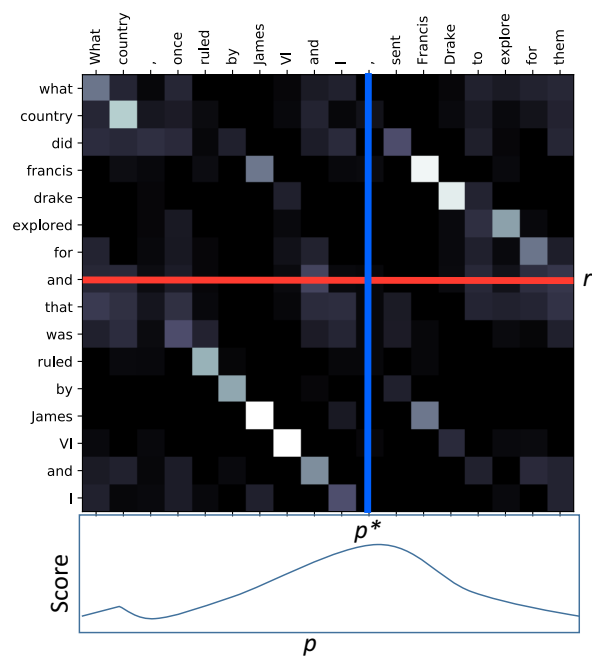 What country , once ruled by James VI and I , sent Francis Drake to explore for them
what
country
did
francis
drake
explored
for
and r
that
was
ruled
by
James
VI
and
I
p*
Score
p